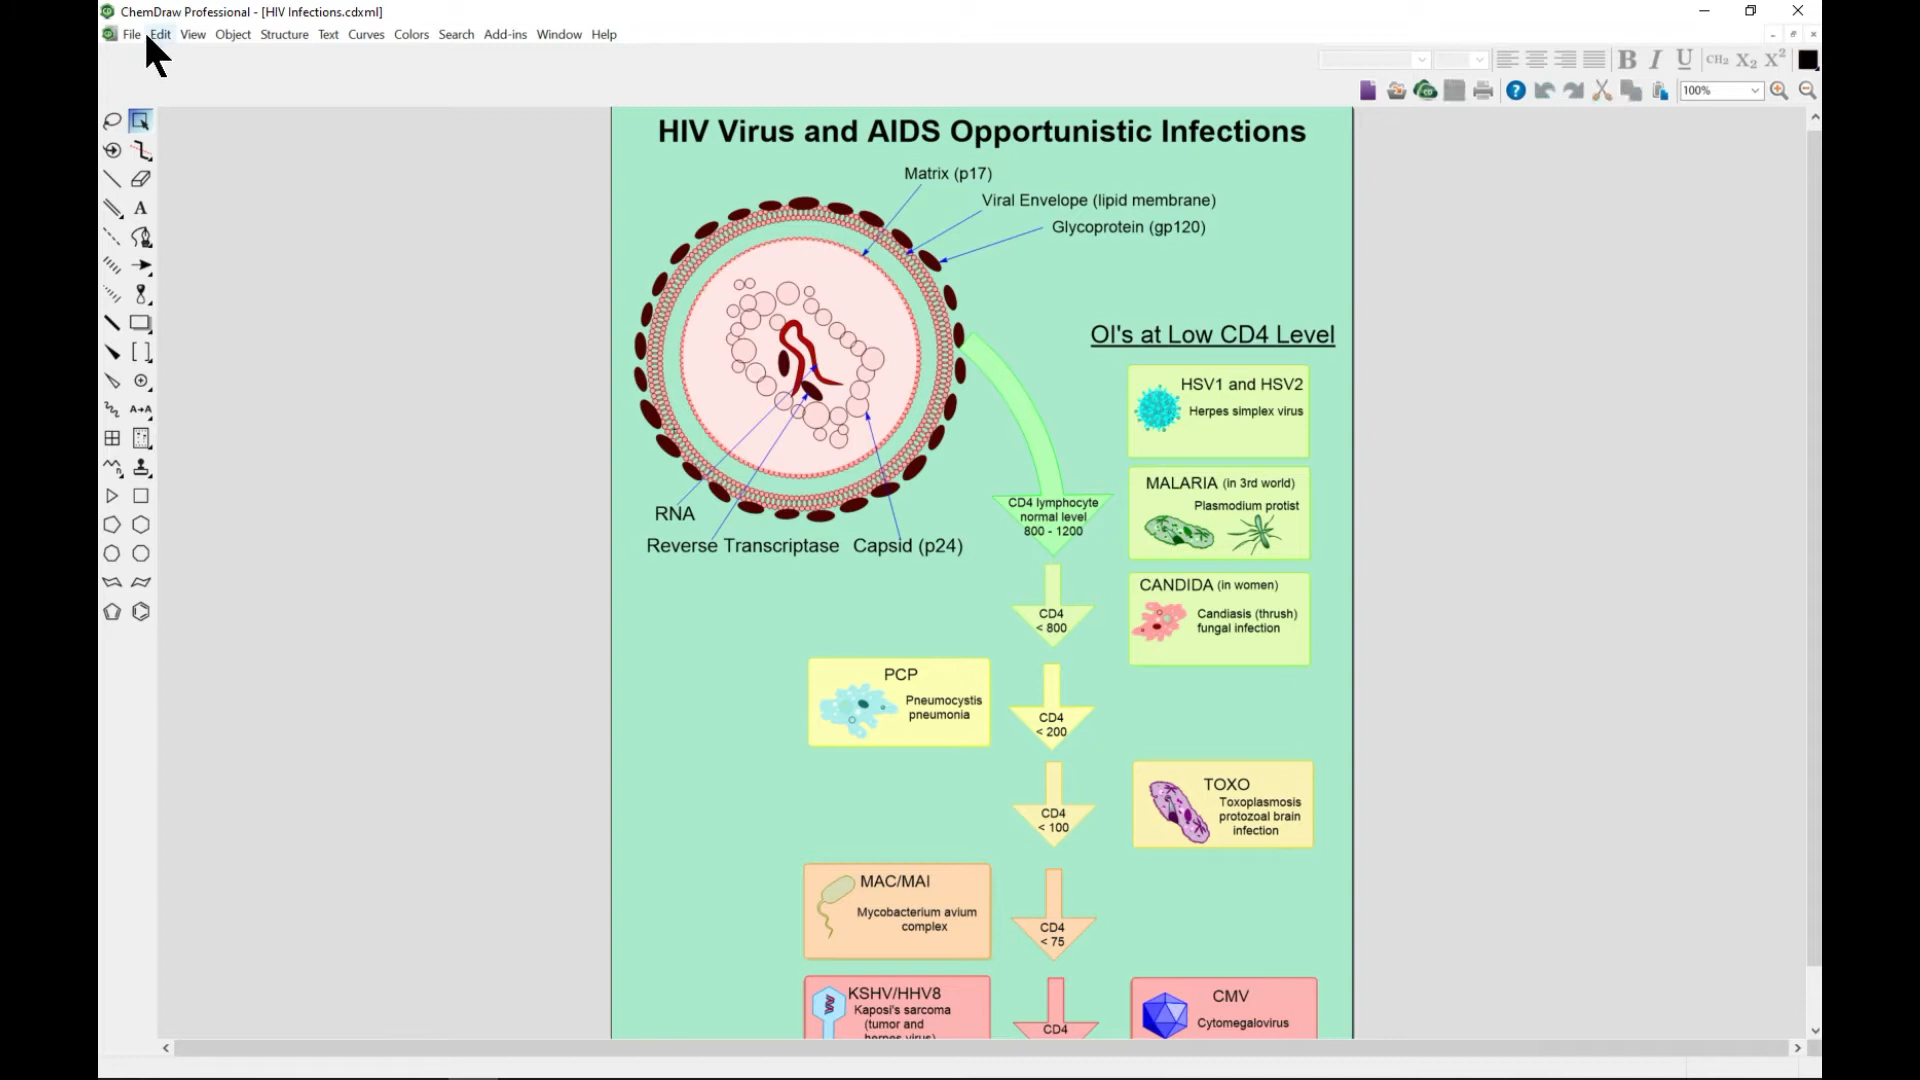 ChemDraw Professional - [HIV Infections.cdxml]
File Edit View Object Structure Text Curves Colors Search Add-ins Window Help
B I U CH₂ X₂ X²
100%
A
A→A
HIV Virus and AIDS Opportunistic Infections
Matrix (p17)
Viral Envelope (lipid membrane)
Glycoprotein (gp120)
RNA
Reverse Transcriptase
Capsid (p24)
OI's at Low CD4 Level
HSV1 and HSV2
Herpes simplex virus
CD4 lymphocyte
normal level
800 - 1200
MALARIA (in 3rd world)
Plasmodium protist
CD4
< 800
CANDIDA (in women)
Candiasis (thrush)
fungal infection
PCP
Pneumocystis
pneumonia
CD4
< 200
CD4
< 100
TOXO
Toxoplasmosis
protozoal brain
infection
MAC/MAI
Mycobacterium avium
complex
CD4
< 75
KSHV/HHV8
Kaposi's sarcoma
(tumor and
herpes virus)
CD4
CMV
Cytomegalovirus